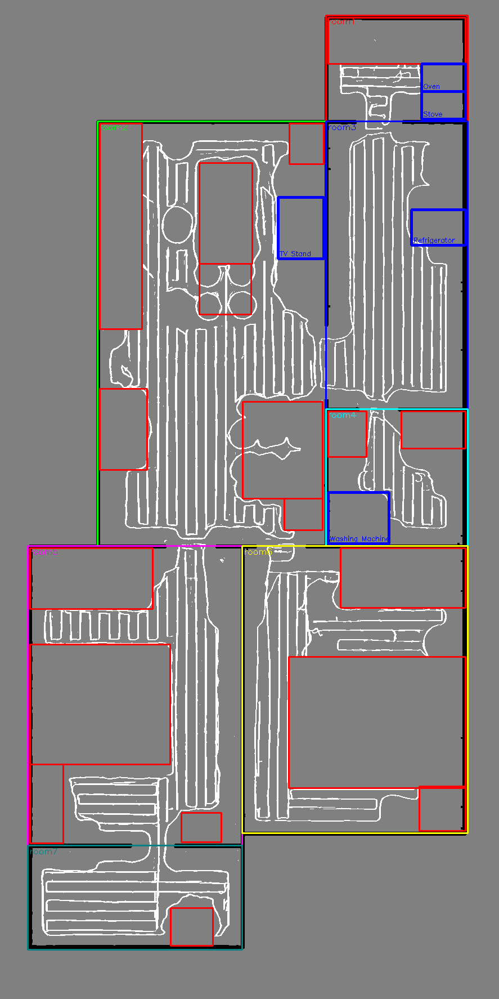 room1
Oven
Stove
room2
room3
Refrigerator
TV Stand
room4
Washing Machine
room5
room6
room7